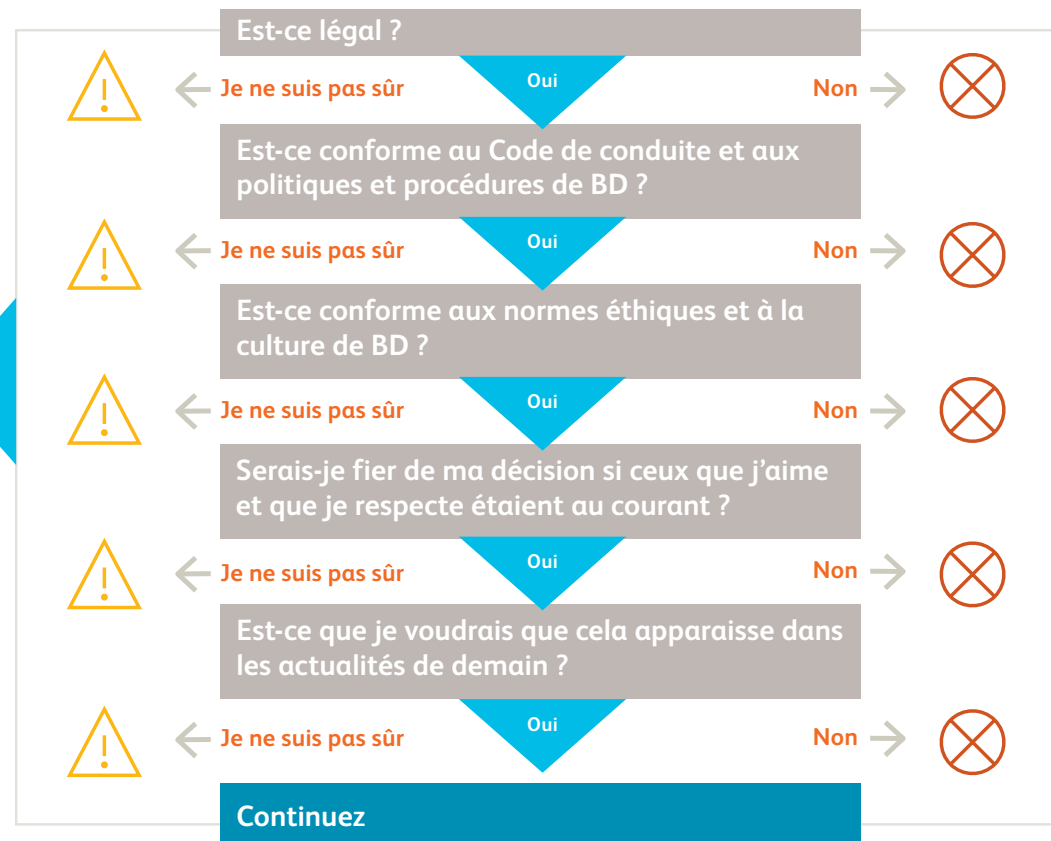 Est-ce légal ?
Je ne suis pas sûr Oui Non
Est-ce conforme au Code de conduite et aux
politiques et procédures de BD ?
Je ne suis pas sûr Oui Non
Est-ce conforme aux normes éthiques et à la
culture de BD ?
Je ne suis pas sûr Oui Non
Serais-je fier de ma décision si ceux que j’aime
et que je respecte étaient au courant ?
Je ne suis pas sûr Oui Non
Est-ce que je voudrais que cela apparaisse dans
les actualités de demain ?
Je ne suis pas sûr Oui Non
Continuez